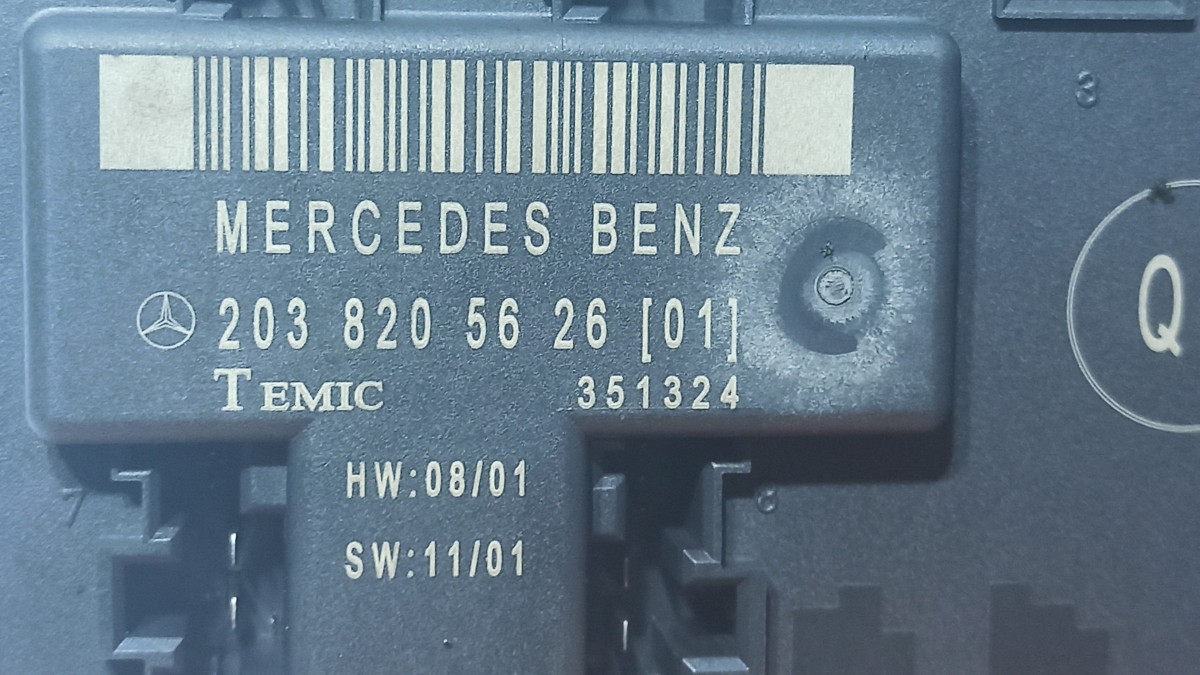 MERCEDES BENZ
203 820 56 26 [01]
TEMIC 351324
HW:08/01
SW:11/01
Q
3
7
8